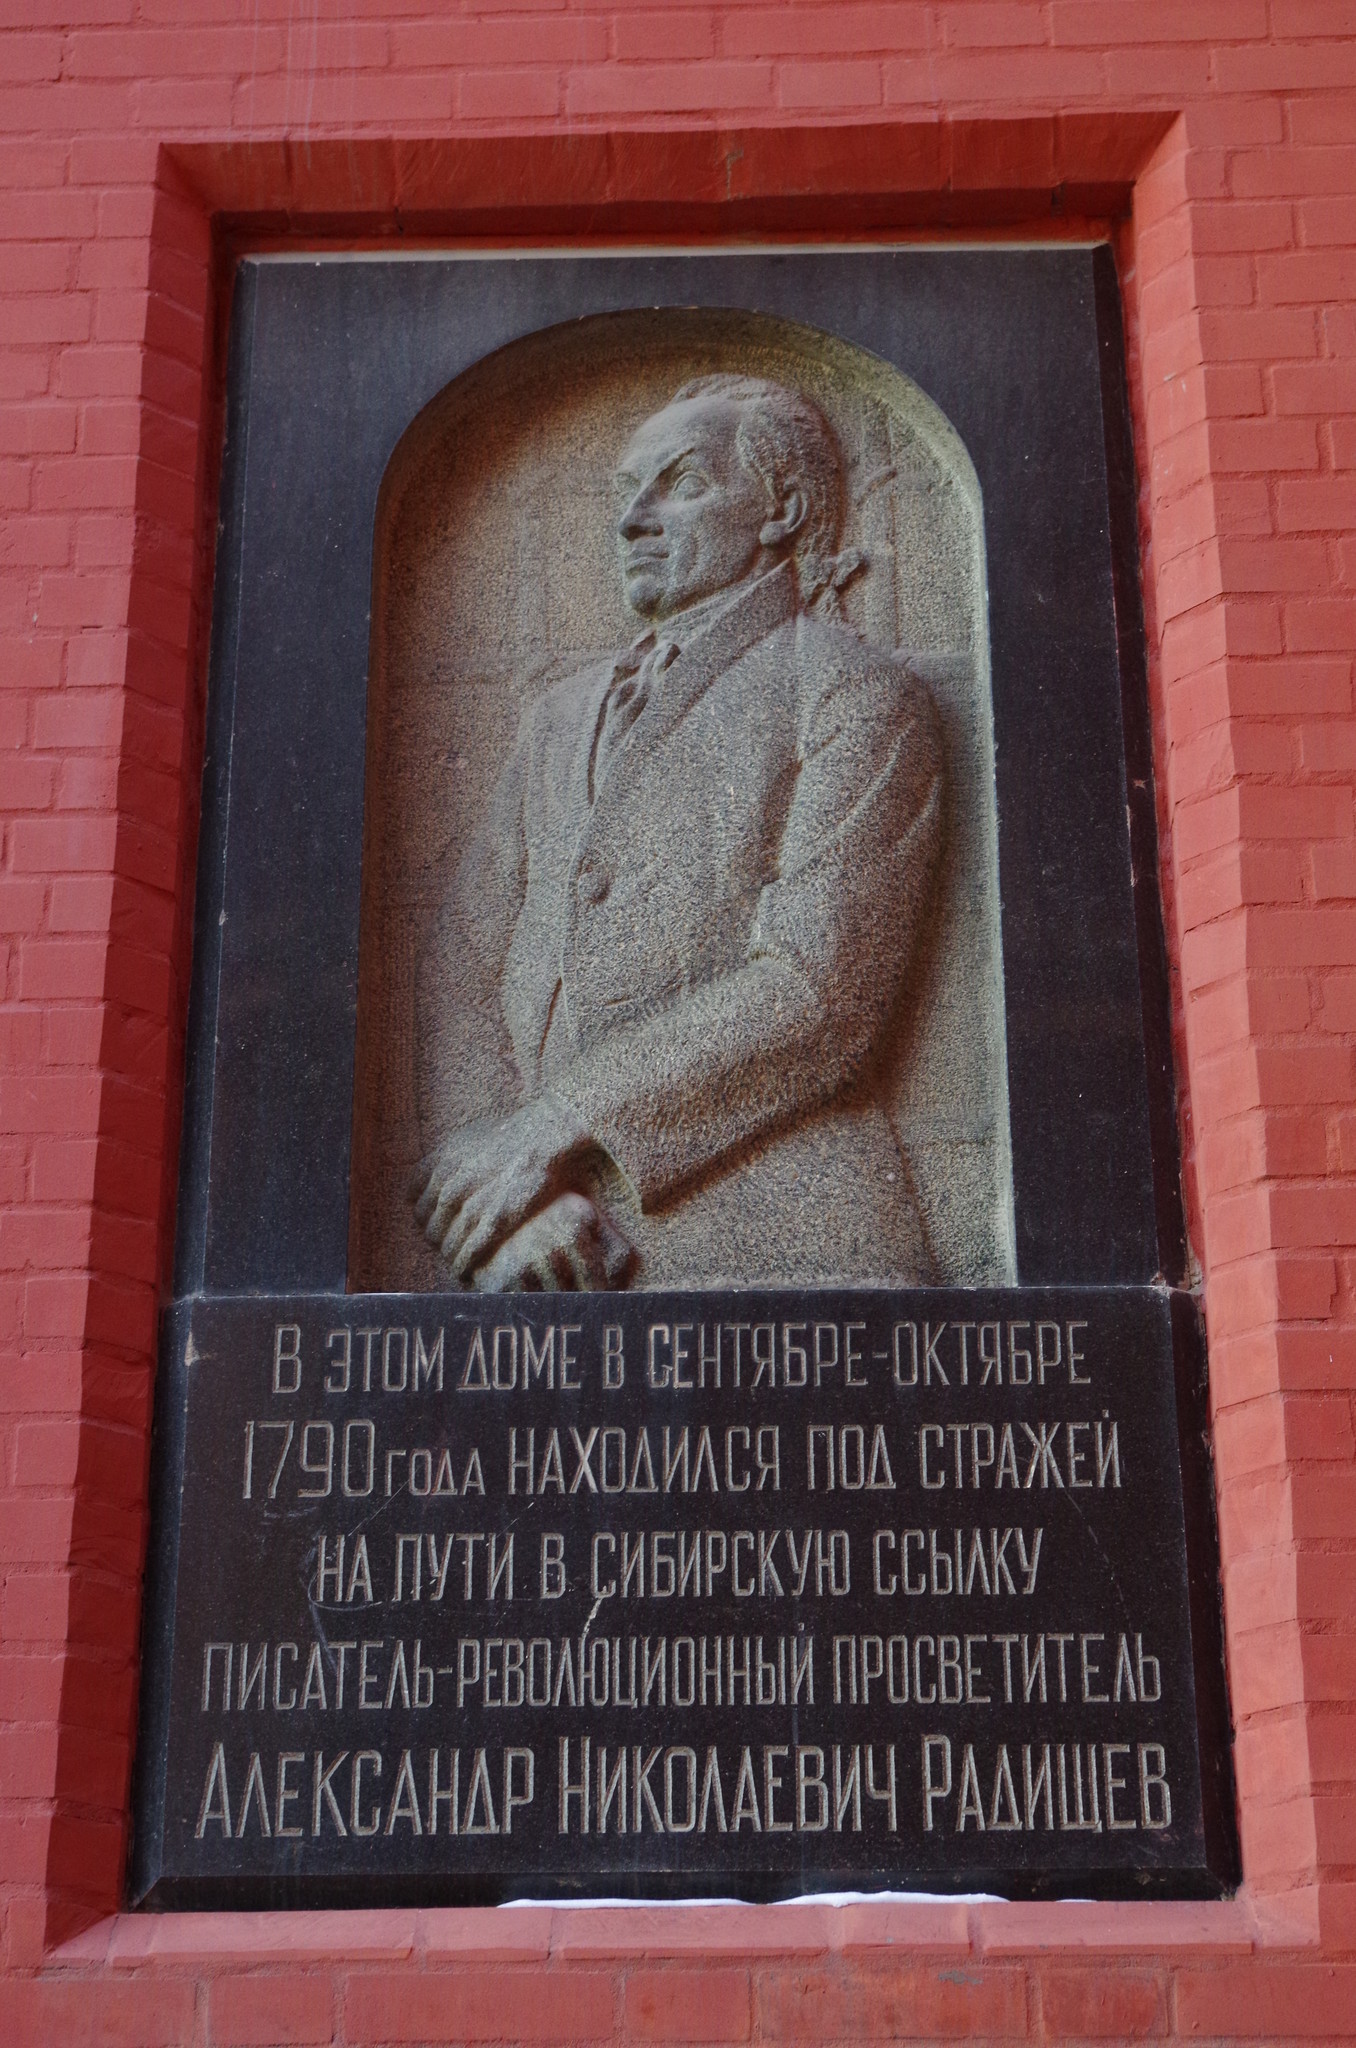 В ЭТОМ ДОМЕ В СЕНТЯБРЕ-ОКТЯБРЕ
1790 ГОДА НАХОДИЛСЯ ПОД СТРАЖЕЙ
НА ПУТИ В СИБИРСКУЮ ССЫЛКУ
ПИСАТЕЛЬ-РЕВОЛЮЦИОННЫЙ ПРОСВЕТИТЕЛЬ
АЛЕКСАНДР НИКОЛАЕВИЧ РАДИЩЕВ